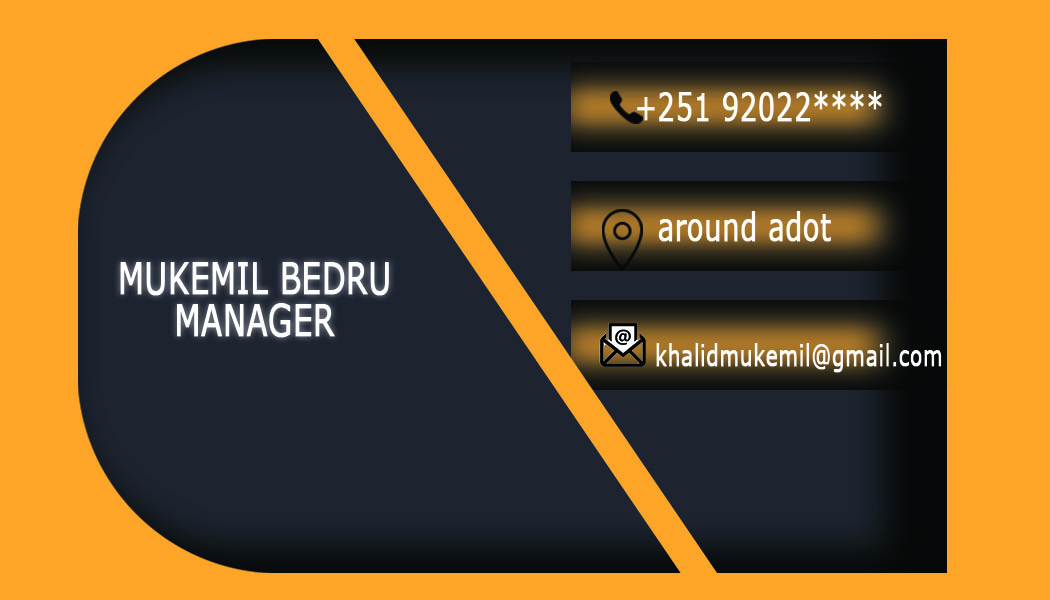 MUKEMIL BEDRU
MANAGER
+251 92022****
around adot
@
khalidmukemil@gmail.com